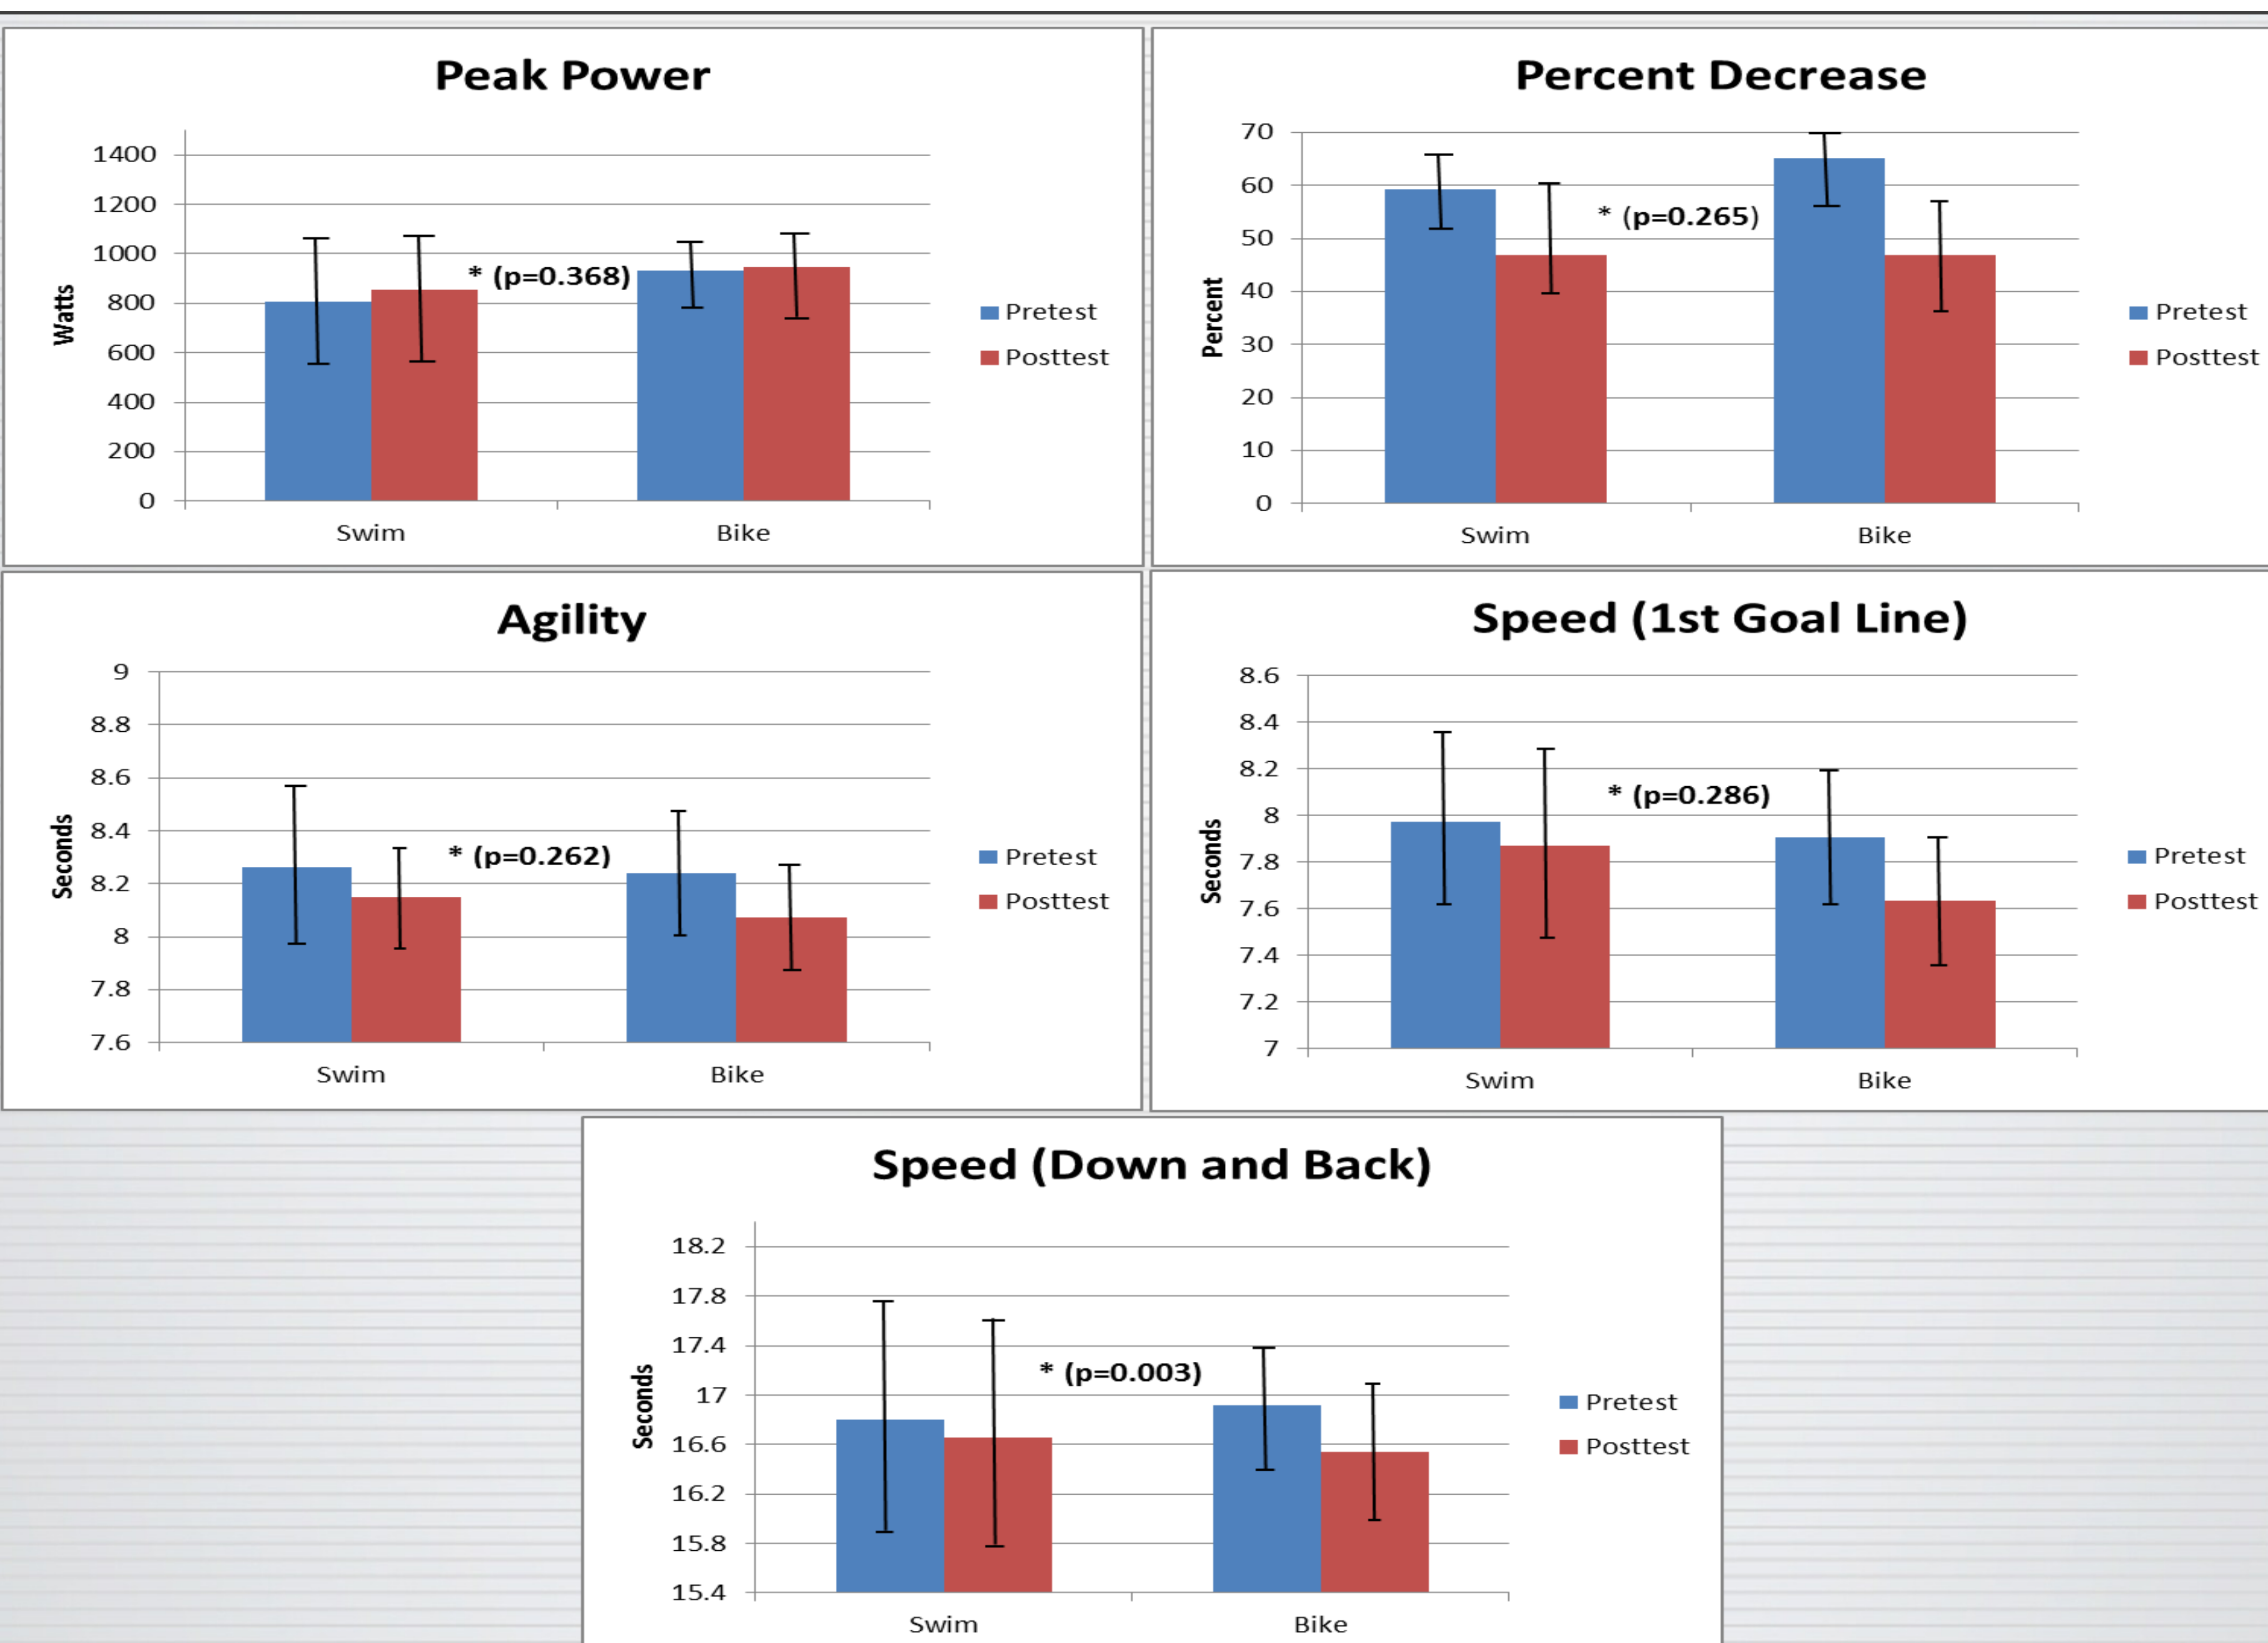 Peak Power
1400
1200
1000
800
600
400
200
0
Watts
* (p=0.368)
Swim
Bike
Pretest
Posttest
Percent Decrease
70
60
50
40
30
20
10
0
Percent
* (p=0.265)
Swim
Bike
Pretest
Posttest
Agility
9
8.8
8.6
8.4
8.2
8
7.8
7.6
Seconds
* (p=0.262)
Swim
Bike
Pretest
Posttest
Speed (1st Goal Line)
8.6
8.4
8.2
8
7.8
7.6
7.4
7.2
7
Seconds
* (p=0.286)
Swim
Bike
Pretest
Posttest
Speed (Down and Back)
18.2
17.8
17.4
17
16.6
16.2
15.8
15.4
Seconds
* (p=0.003)
Swim
Bike
Pretest
Posttest